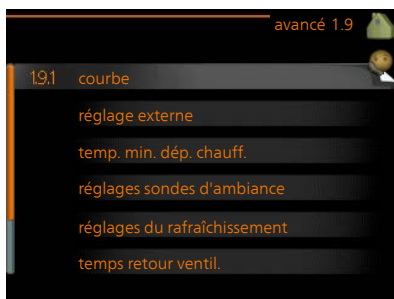 avancé 1.9
1.9.1 courbe
réglage externe
temp. min. dép. chauff.
réglages sondes d'ambiance
réglages du rafraîchissement
temps retour ventil.